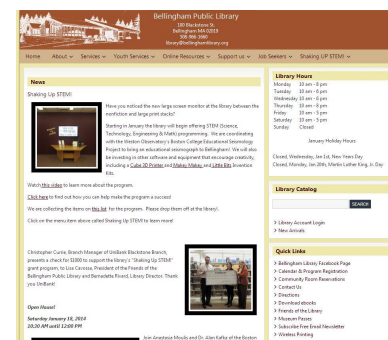 Bellingham Public Library
100 Blackstone St.
Bellingham MA 02019
508-966-1660
library@bellinghamlibrary.org
Home About Services Youth Services Online Resources Support us Job Seekers Shaking UP STEM!
News
Shaking Up STEM!
Have you noticed the new large screen monitor at the library between the
nonfiction and large print stacks?
Starting in January the library will begin offering STEM (Science,
Technology, Engineering & Math) programming. We are coordinating
with the Weston Observatory's Boston College Educational Seismology
Project to bring an educational seismograph to Bellingham! We will also
be investing in other software and equipment that encourage creativity,
including a Cube 3D Printer and Makey Makey and Little Bits Invention
Kits.
Watch this video to learn more about the program.
Click here to find out how you can help make the program a success!
We are collecting the items on this list for the program. Please drop them off at the library!.
Click on the menu item above called Shaking UP STEM! to learn more!
Christopher Currie, Branch Manager of UniBank Blackstone Branch,
presents a check for $1000 to support the library's "Shaking Up STEM!"
grant program, to Lisa Cavossa, President of the Friends of the
Bellingham Public Library and Bernadette Rivard, Library Director. Thank
you UniBank!
Open House!
Saturday January 18, 2014
10:30 AM until 12:00 PM
Join Anastasia Moulis and Dr. Alan Kafka of the Boston
Library Hours
Monday 10 am - 8 pm
Tuesday 10 am - 8 pm
Wednesday 10 am - 8 pm
Thursday 10 am - 8 pm
Friday 10 am - 5 pm
Saturday 10 am - 5 pm
Sunday Closed
January Holiday Hours
Closed, Wednesday, Jan 1st, New Years Day
Closed, Monday, Jan 20th, Martin Luther King, Jr. Day
Library Catalog
SEARCH
> Library Account Login
> New Arrivals
Quick Links
> Bellingham Library Facebook Page
> Calendar & Program Registration
> Community Room Reservations
> Contact Us
> Directions
> Download ebooks
> Friends of the Library
> Museum Passes
> Subscribe Free Email Newsletter
> Wireless Printing